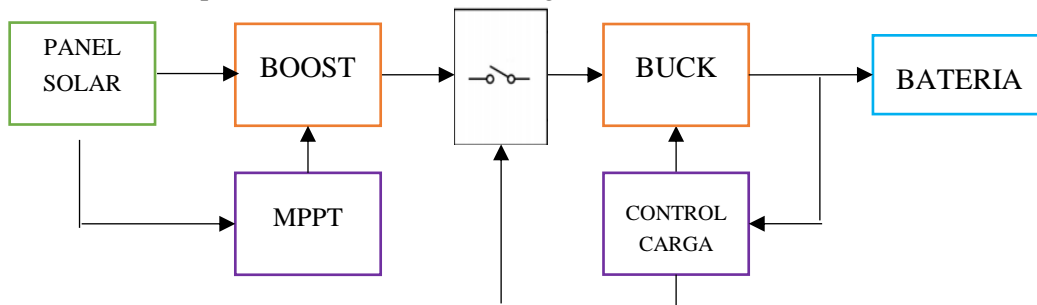 PANEL
SOLAR
BOOST
BUCK
BATERIA
MPPT
CONTROL
CARGA